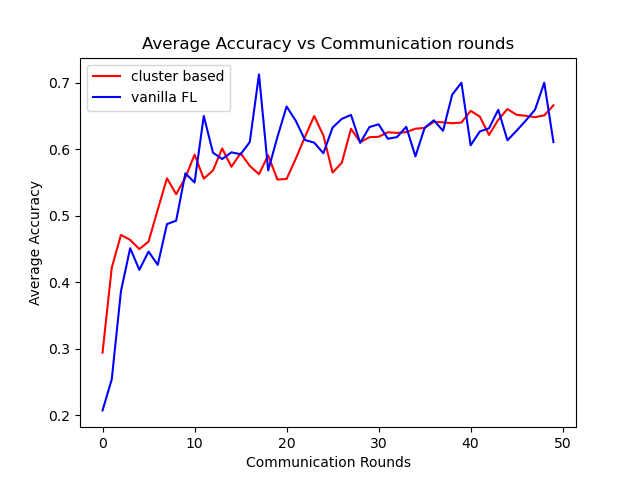 Average Accuracy vs Communication rounds
cluster based
vanilla FL
0.7
0.6
0.5
0.4
0.3
0.2
Average Accuracy
0 10 20 30 40 50
Communication Rounds